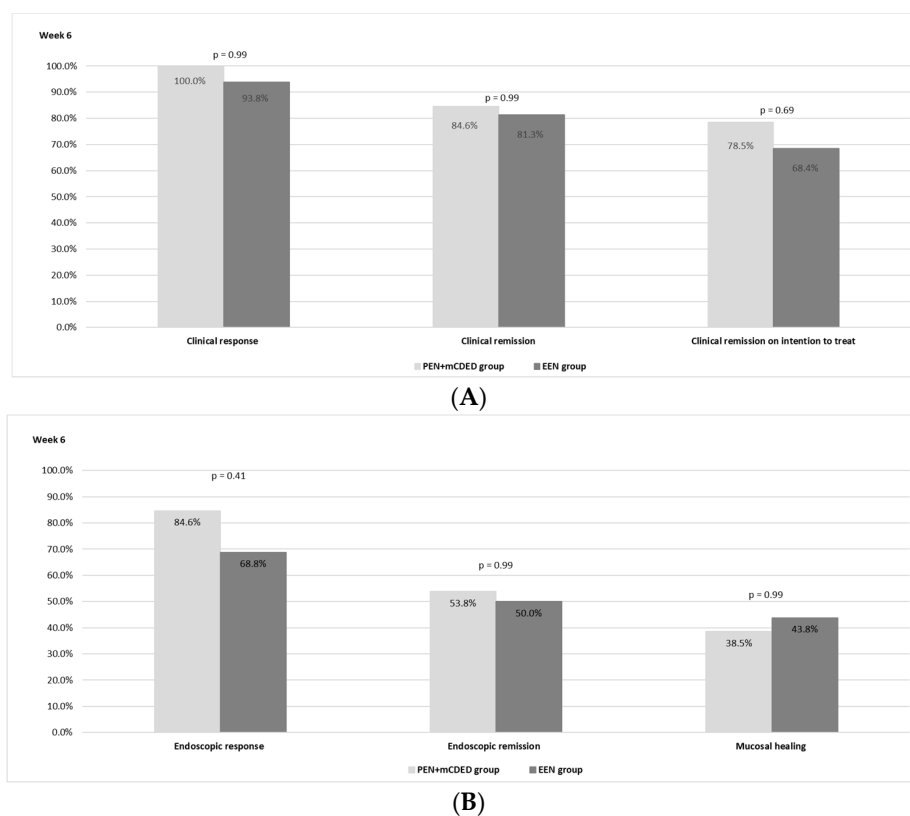 Week 6
p = 0.99
p = 0.99
p = 0.69
100.0%
90.0%
80.0%
70.0%
60.0%
50.0%
40.0%
30.0%
20.0%
10.0%
0.0%
100.0%
93.8%
84.6%
81.3%
78.5%
68.4%
Clinical response
Clinical remission
Clinical remission on intention to treat
PEN+mCDED group
EEN group
(A)
Week 6
p = 0.41
p = 0.99
p = 0.99
100.0%
90.0%
80.0%
70.0%
60.0%
50.0%
40.0%
30.0%
20.0%
10.0%
0.0%
84.6%
68.8%
53.8%
50.0%
38.5%
43.8%
Endoscopic response
Endoscopic remission
Mucosal healing
PEN+mCDED group
EEN group
(B)